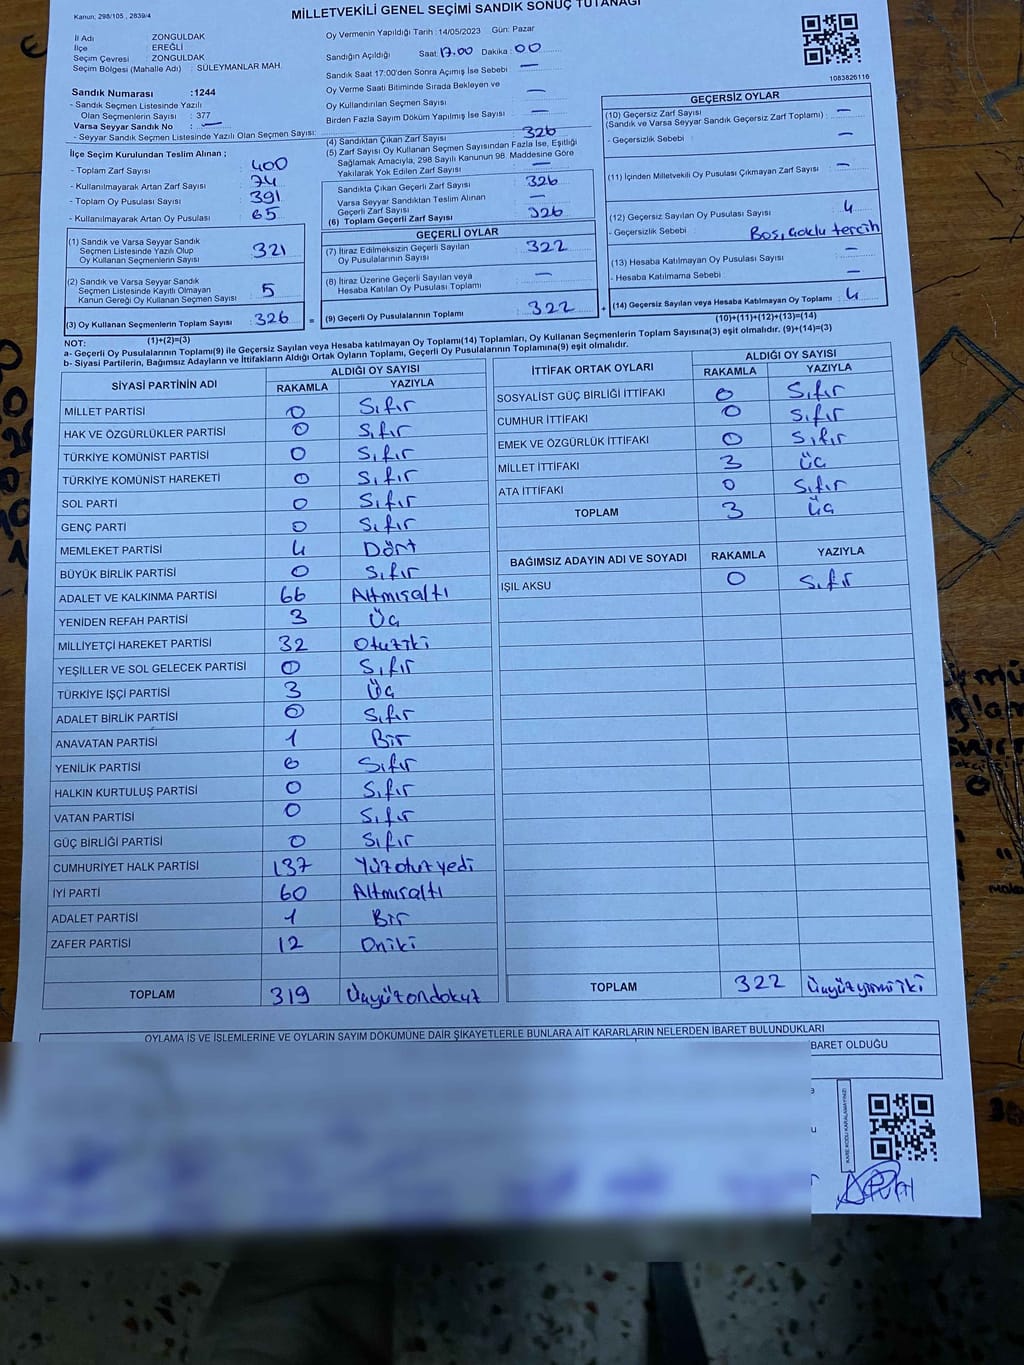 Kanun: 298/105 , 2839/4
MİLLETVEKİLİ GENEL SEÇİMİ SANDIK SONUÇ TUTANAĞI
İl Adı ZONGULDAK
İlçe EREĞLİ
Seçim Çevresi : ZONGULDAK
Seçim Bölgesi (Mahalle Adı) : SÜLEYMANLAR MAH.
Sandık Numarası :1244
- Sandık Seçmen Listesinde Yazılı
Olan Seçmenlerin Sayısı : 377
Varsa Seyyar Sandık No : —
- Seyyar Sandık Seçmen Listesinde Yazılı Olan Seçmen Sayısı:
Oy Vermenin Yapıldığı Tarih :14/05/2023 Gün: Pazar
Sandığın Açıldığı Saat: 17.00 Dakika: 00
Sandık Saat 17:00'den Sonra Açımış İse Sebebi : —
Oy Verme Saati Bitiminde Sırada Bekleyen ve
Oy Kullandırılan Seçmen Sayısı —
Birden Fazla Sayım Döküm Yapılmış İse Sayısı : —
1083826116
İlçe Seçim Kurulundan Teslim Alınan ;
- Toplam Zarf Sayısı : 400
- Kullanılmayarak Artan Zarf Sayısı : 74
- Toplam Oy Pusulası Sayısı : 391
- Kullanılmayarak Artan Oy Pusulası : 65
(4) Sandıktan Çıkan Zarf Sayısı : 326
(5) Zarf Sayısı Oy Kullanan Seçmen Sayısından Fazla İse, Eşitliği
Sağlamak Amacıyla, 298 Sayılı Kanunun 98. Maddesine Göre
Yakılarak Yok Edilen Zarf Sayısı : —
Sandıkta Çıkan Geçerli Zarf Sayısı : 326
Varsa Seyyar Sandıktan Teslim Alınan
Geçerli Zarf Sayısı : —
(6) Toplam Geçerli Zarf Sayısı 326
GEÇERSİZ OYLAR
(10) Geçersiz Zarf Sayısı
(Sandık ve Varsa Seyyar Sandık Geçersiz Zarf Toplamı) : —
- Geçersizlik Sebebi : —
(11) İçinden Milletvekili Oy Pusulası Çıkmayan Zarf Sayısı : —
(12) Geçersiz Sayılan Oy Pusulası Sayısı : 4
- Geçersizlik Sebebi : Boş, çoklu tercih
(13) Hesaba Katılmayan Oy Pusulası Sayısı : —
- Hesaba Katılmama Sebebi : —
(14) Geçersiz Sayılan veya Hesaba Katılmayan Oy Toplamı : 4
(10)+(11)+(12)+(13)=(14)
(1) Sandık ve Varsa Seyyar Sandık
Seçmen Listesinde Yazılı Olup
Oy Kullanan Seçmenlerin Sayısı : 321
(2) Sandık ve Varsa Seyyar Sandık
Seçmen Listesinde Kayıtlı Olmayan
Kanun Gereği Oy Kullanan Seçmen Sayısı : 5
(3) Oy Kullanan Seçmenlerin Toplam Sayısı : 326
(1)+(2)=(3)
GEÇERLİ OYLAR
(7) İtiraz Edilmeksizin Geçerli Sayılan
Oy Pusulalarının Sayısı : 322
(8) İtiraz Üzerine Geçerli Sayılan veya
Hesaba Katılan Oy Pusulası Toplamı : —
(9) Geçerli Oy Pusulalarının Toplamı : 322
NOT:
a- Geçerli Oy Pusulalarının Toplamı(9) ile Geçersiz Sayılan veya Hesaba katılmayan Oy Toplamı(14) Toplamları, Oy Kullanan Seçmenlerin Toplam Sayısına(3) eşit olmalıdır. (9)+(14)=(3)
b- Siyasi Partilerin, Bağımsız Adayların ve İttifakların Aldığı Ortak Oyların Toplamı, Geçerli Oy Pusulalarının Toplamına(9) eşit olmalıdır.
SİYASİ PARTİNİN ADI ALDIĞI OY SAYISI
RAKAMLA YAZIYLA
MİLLET PARTİSİ 0 Sıfır
HAK VE ÖZGÜRLÜKLER PARTİSİ 0 Sıfır
TÜRKİYE KOMÜNİST PARTİSİ 0 Sıfır
TÜRKİYE KOMÜNİST HAREKETİ 0 Sıfır
SOL PARTİ 0 Sıfır
GENÇ PARTİ 0 Sıfır
MEMLEKET PARTİSİ 4 Dört
BÜYÜK BİRLİK PARTİSİ 0 Sıfır
ADALET VE KALKINMA PARTİSİ 66 Altmışaltı
YENİDEN REFAH PARTİSİ 3 Üç
MİLLİYETÇİ HAREKET PARTİSİ 32 Otuziki
YEŞİLLER VE SOL GELECEK PARTİSİ 0 Sıfır
TÜRKİYE İŞÇİ PARTİSİ 3 Üç
ADALET BİRLİK PARTİSİ 0 Sıfır
ANAVATAN PARTİSİ 1 Bir
YENİLİK PARTİSİ 0 Sıfır
HALKIN KURTULUŞ PARTİSİ 0 Sıfır
VATAN PARTİSİ 0 Sıfır
GÜÇ BİRLİĞİ PARTİSİ 0 Sıfır
CUMHURİYET HALK PARTİSİ 137 Yüzotuzyedi
İYİ PARTİ 60 Altmışaltı
ADALET PARTİSİ 1 Bir
ZAFER PARTİSİ 12 Oniki
TOPLAM 319 Üçyüzondokuz
İTTİFAK ORTAK OYLARI ALDIĞI OY SAYISI
RAKAMLA YAZIYLA
SOSYALİST GÜÇ BİRLİĞİ İTTİFAKI 0 Sıfır
CUMHUR İTTİFAKI 0 Sıfır
EMEK VE ÖZGÜRLÜK İTTİFAKI 0 Sıfır
MİLLET İTTİFAKI 3 Üç
ATA İTTİFAKI 0 Sıfır
TOPLAM 3 Üç
BAĞIMSIZ ADAYIN ADI VE SOYADI RAKAMLA YAZIYLA
IŞIL AKSU 0 Sıfır
TOPLAM 322 Üçyüzyirmiiki
OYLAMA İŞ VE İŞLEMLERİNE VE OYLARIN SAYIM DÖKÜMÜNE DAİR ŞİKAYETLERLE BUNLARA AİT KARARLARIN NELERDEN İBARET BULUNDUKLARI
BARET OLDUĞU
KARE KODU KARALAMAYINIZ!